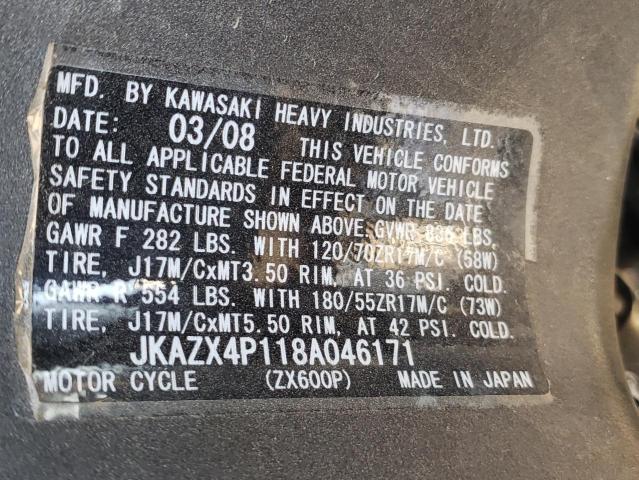 MFD. BY KAWASAKI HEAVY INDUSTRIES, LTD.
DATE: 03/08 THIS VEHICLE CONFORMS
TO ALL APPLICABLE FEDERAL MOTOR VEHICLE
SAFETY STANDARDS IN EFFECT ON THE DATE
OF MANUFACTURE SHOWN ABOVE GVWR 836 LBS.
GAWR F 282 LBS. WITH 120/70ZR17M/C (58W)
TIRE, J17M/CxMT3.50 RIM, AT 36 PSI. COLD.
GAWR R 554 LBS. WITH 180/55ZR17M/C (73W)
TIRE, J17M/CxMT5.50 RIM, AT 42 PSI. COLD.
JKAZX4P118A046171
MOTOR CYCLE (ZX600P) MADE IN JAPAN